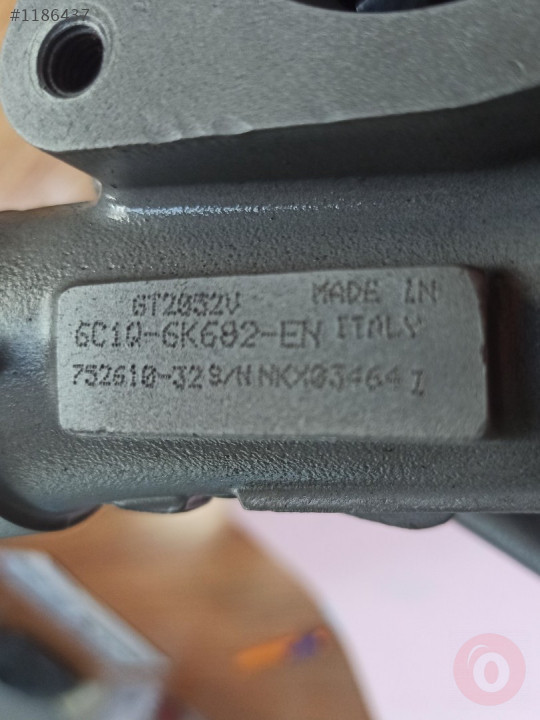 #1186437
GT2052V MADE IN
6C1Q-6K682-EN ITALY
752610-32 S/N NKX03464 I